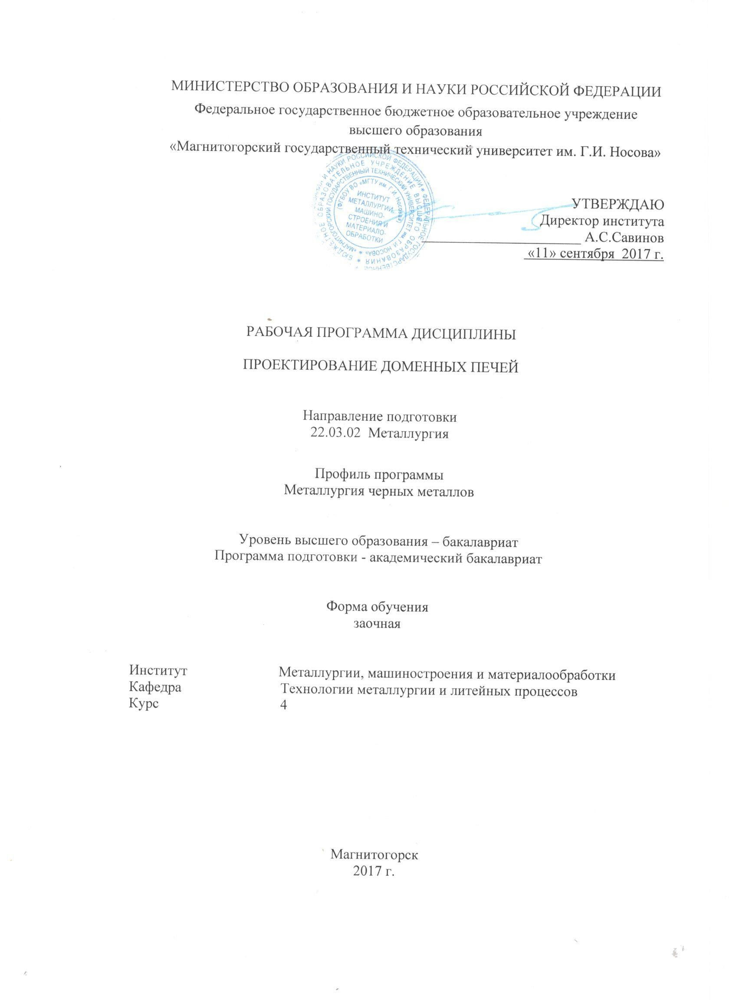 МИНИСТЕРСТВО ОБРАЗОВАНИЯ И НАУКИ РОССИЙСКОЙ ФЕДЕРАЦИИ
Федеральное государственное бюджетное образовательное учреждение
высшего образования
«Магнитогорский государственный технический университет им. Г.И. Носова»
И НАУКИ РОССИЙСКОЙ ФЕДЕРАЦИИ * ФЕДЕРАЛЬНОЕ ГОСУДАРСТВЕННОЕ
БЮДЖЕТНОЕ ОБРАЗОВАТЕЛЬНОЕ УЧРЕЖДЕНИЕ ВЫСШЕГО ОБРАЗОВАНИЯ *
«МАГНИТОГОРСКИЙ ГОСУДАРСТВЕННЫЙ ТЕХНИЧЕСКИЙ УНИВЕРСИТЕТ им. Г.И. НОСОВА» *
(ФГБОУ ВО «МГТУ им. Г.И. Носова»)
ИНСТИТУТ
МЕТАЛЛУРГИИ,
МАШИНО-
СТРОЕНИЯ И
МАТЕРИАЛО-
ОБРАБОТКИ
УТВЕРЖДАЮ
Директор института
А.С.Савинов
«11» сентября 2017 г.
РАБОЧАЯ ПРОГРАММА ДИСЦИПЛИНЫ
ПРОЕКТИРОВАНИЕ ДОМЕННЫХ ПЕЧЕЙ
Направление подготовки
22.03.02 Металлургия
Профиль программы
Металлургия черных металлов
Уровень высшего образования – бакалавриат
Программа подготовки - академический бакалавриат
Форма обучения
заочная
Институт Металлургии, машиностроения и материалообработки
Кафедра Технологии металлургии и литейных процессов
Курс 4
Магнитогорск
2017 г.